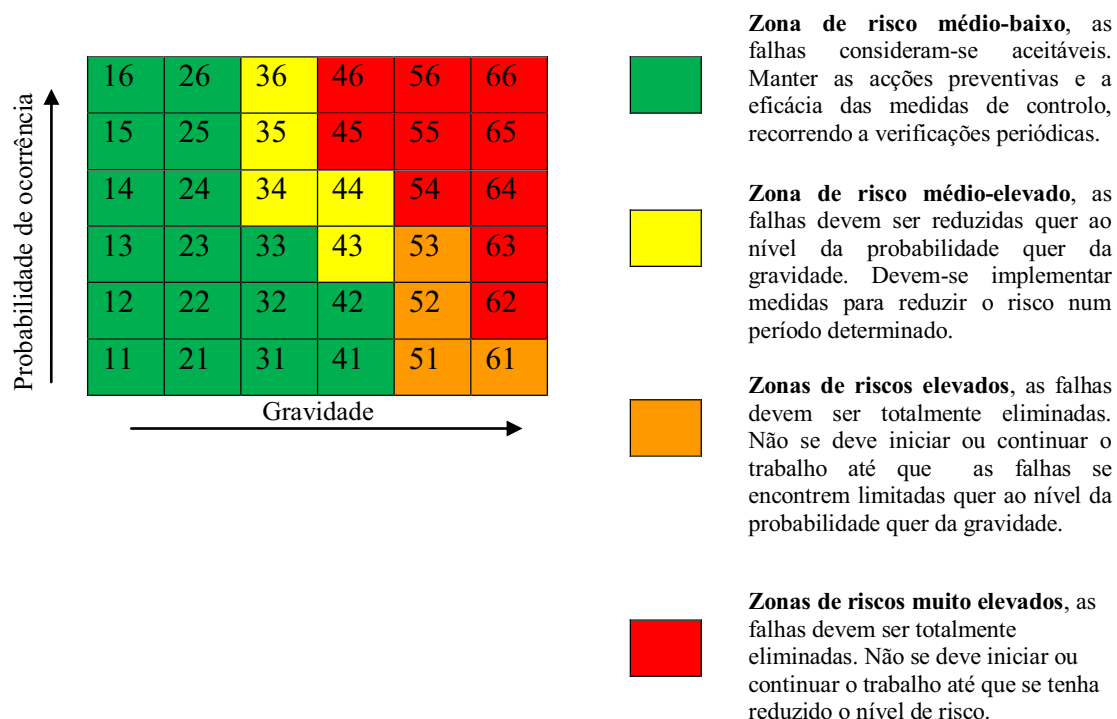 Probabilidade de ocorrência
16 26 36 46 56 66
15 25 35 45 55 65
14 24 34 44 54 64
13 23 33 43 53 63
12 22 32 42 52 62
11 21 31 41 51 61
Gravidade
Zona de risco médio-baixo, as
falhas consideram-se aceitáveis.
Manter as acções preventivas e a
eficácia das medidas de controlo,
recorrendo a verificações periódicas.
Zona de risco médio-elevado, as
falhas devem ser reduzidas quer ao
nível da probabilidade quer da
gravidade. Devem-se implementar
medidas para reduzir o risco num
período determinado.
Zonas de riscos elevados, as falhas
devem ser totalmente eliminadas.
Não se deve iniciar ou continuar o
trabalho até que as falhas se
encontrem limitadas quer ao nível da
probabilidade quer da gravidade.
Zonas de riscos muito elevados, as
falhas devem ser totalmente
eliminadas. Não se deve iniciar ou
continuar o trabalho até que se tenha
reduzido o nível de risco.